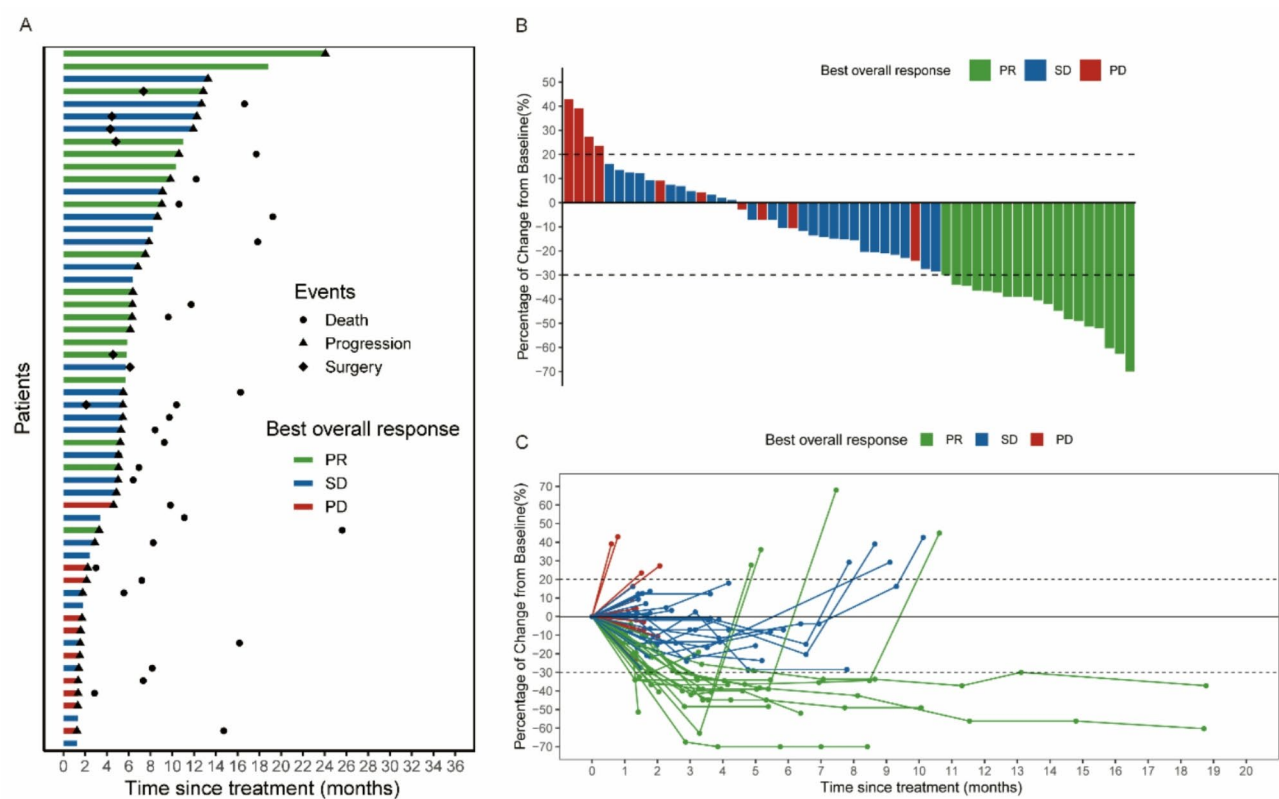 A
Patients
Events
Death
Progression
Surgery
Best overall response
PR
SD
PD
0 2 4 6 8 10 12 14 16 18 20 22 24 26 28 30 32 34 36
Time since treatment (months)
B
Best overall response PR SD PD
Percentage of Change from Baseline(%)
50
40
30
20
10
0
−10
−20
−30
−40
−50
−60
−70
C
Best overall response PR SD PD
Percentage of Change from Baseline(%)
70
60
50
40
30
20
10
0
−10
−20
−30
−40
−50
−60
−70
0 1 2 3 4 5 6 7 8 9 10 11 12 13 14 15 16 17 18 19 20
Time since treatment (months)